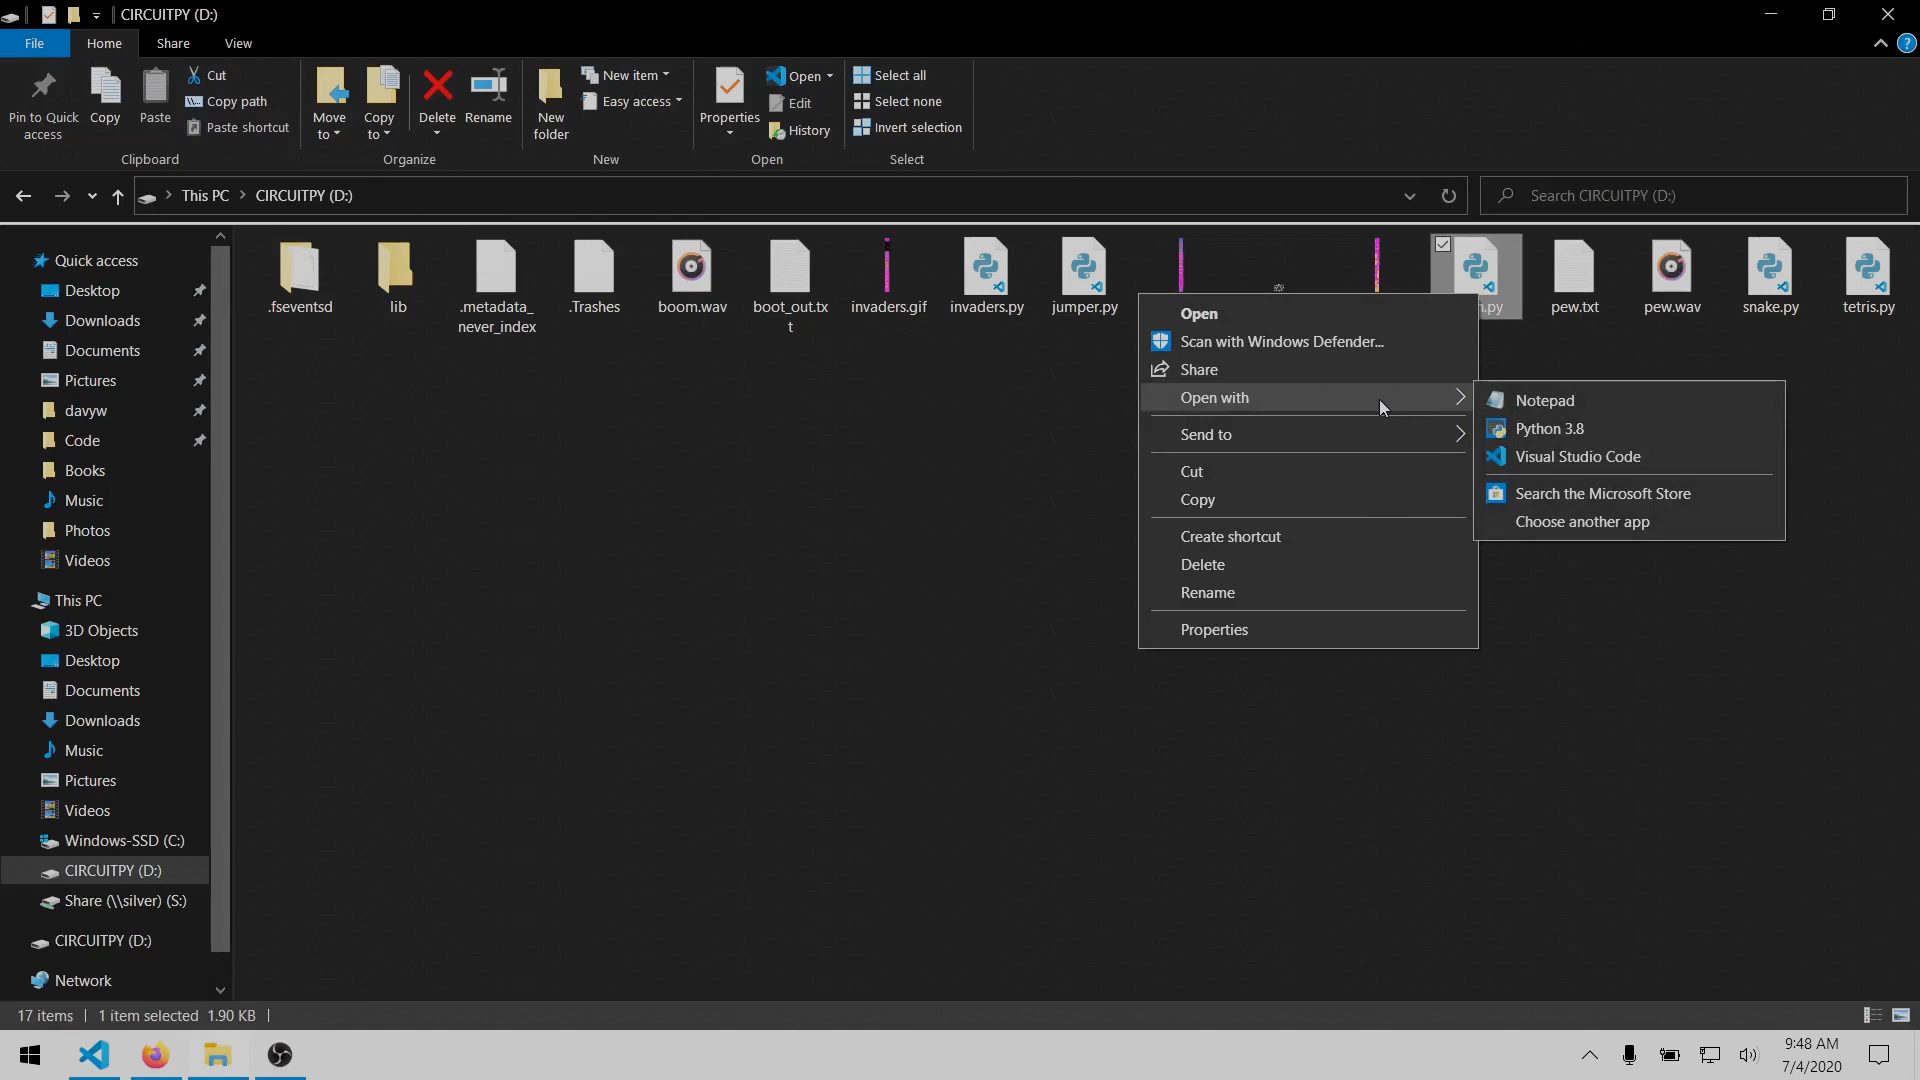 CIRCUITPY (D:)
File
Home
Share
View
Pin to Quick
access
Copy
Paste
Cut
Copy path
Paste shortcut
Clipboard
Move
to
Copy
to
Delete
Rename
Organize
New
folder
New item
Easy access
New
Properties
Open
Edit
History
Open
Select all
Select none
Invert selection
Select
This PC
CIRCUITPY (D:)
Search CIRCUITPY (D:)
Quick access
Desktop
Downloads
Documents
Pictures
davyw
Code
Books
Music
Photos
Videos
This PC
3D Objects
Desktop
Documents
Downloads
Music
Pictures
Videos
Windows-SSD (C:)
CIRCUITPY (D:)
Share (\\silver) (S:)
CIRCUITPY (D:)
Network
.fseventsd
lib
.metadata_
never_index
.Trashes
boom.wav
boot_out.tx
t
invaders.gif
invaders.py
jumper.py
.py
pew.txt
pew.wav
snake.py
tetris.py
Open
Scan with Windows Defender...
Share
Open with
Send to
Cut
Copy
Create shortcut
Delete
Rename
Properties
Notepad
Python 3.8
Visual Studio Code
Search the Microsoft Store
Choose another app
17 items
1 item selected 1.90 KB
9:48 AM
7/4/2020